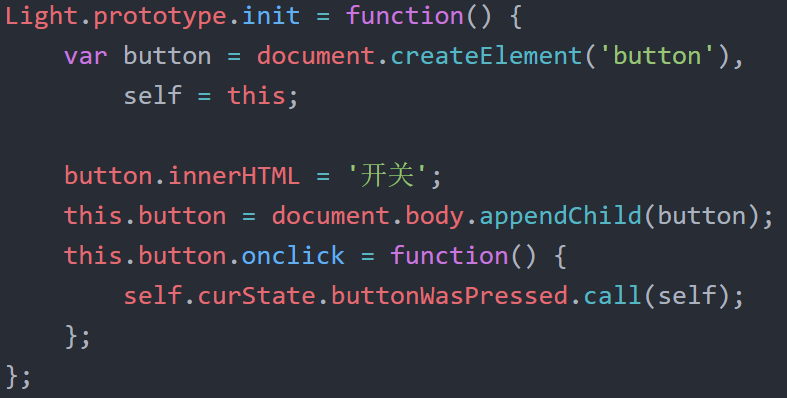 Light.prototype.init = function() {
    var button = document.createElement('button'),
        self = this;

    button.innerHTML = '开关';
    this.button = document.body.appendChild(button);
    this.button.onclick = function() {
        self.curState.buttonWasPressed.call(self);
    };
};